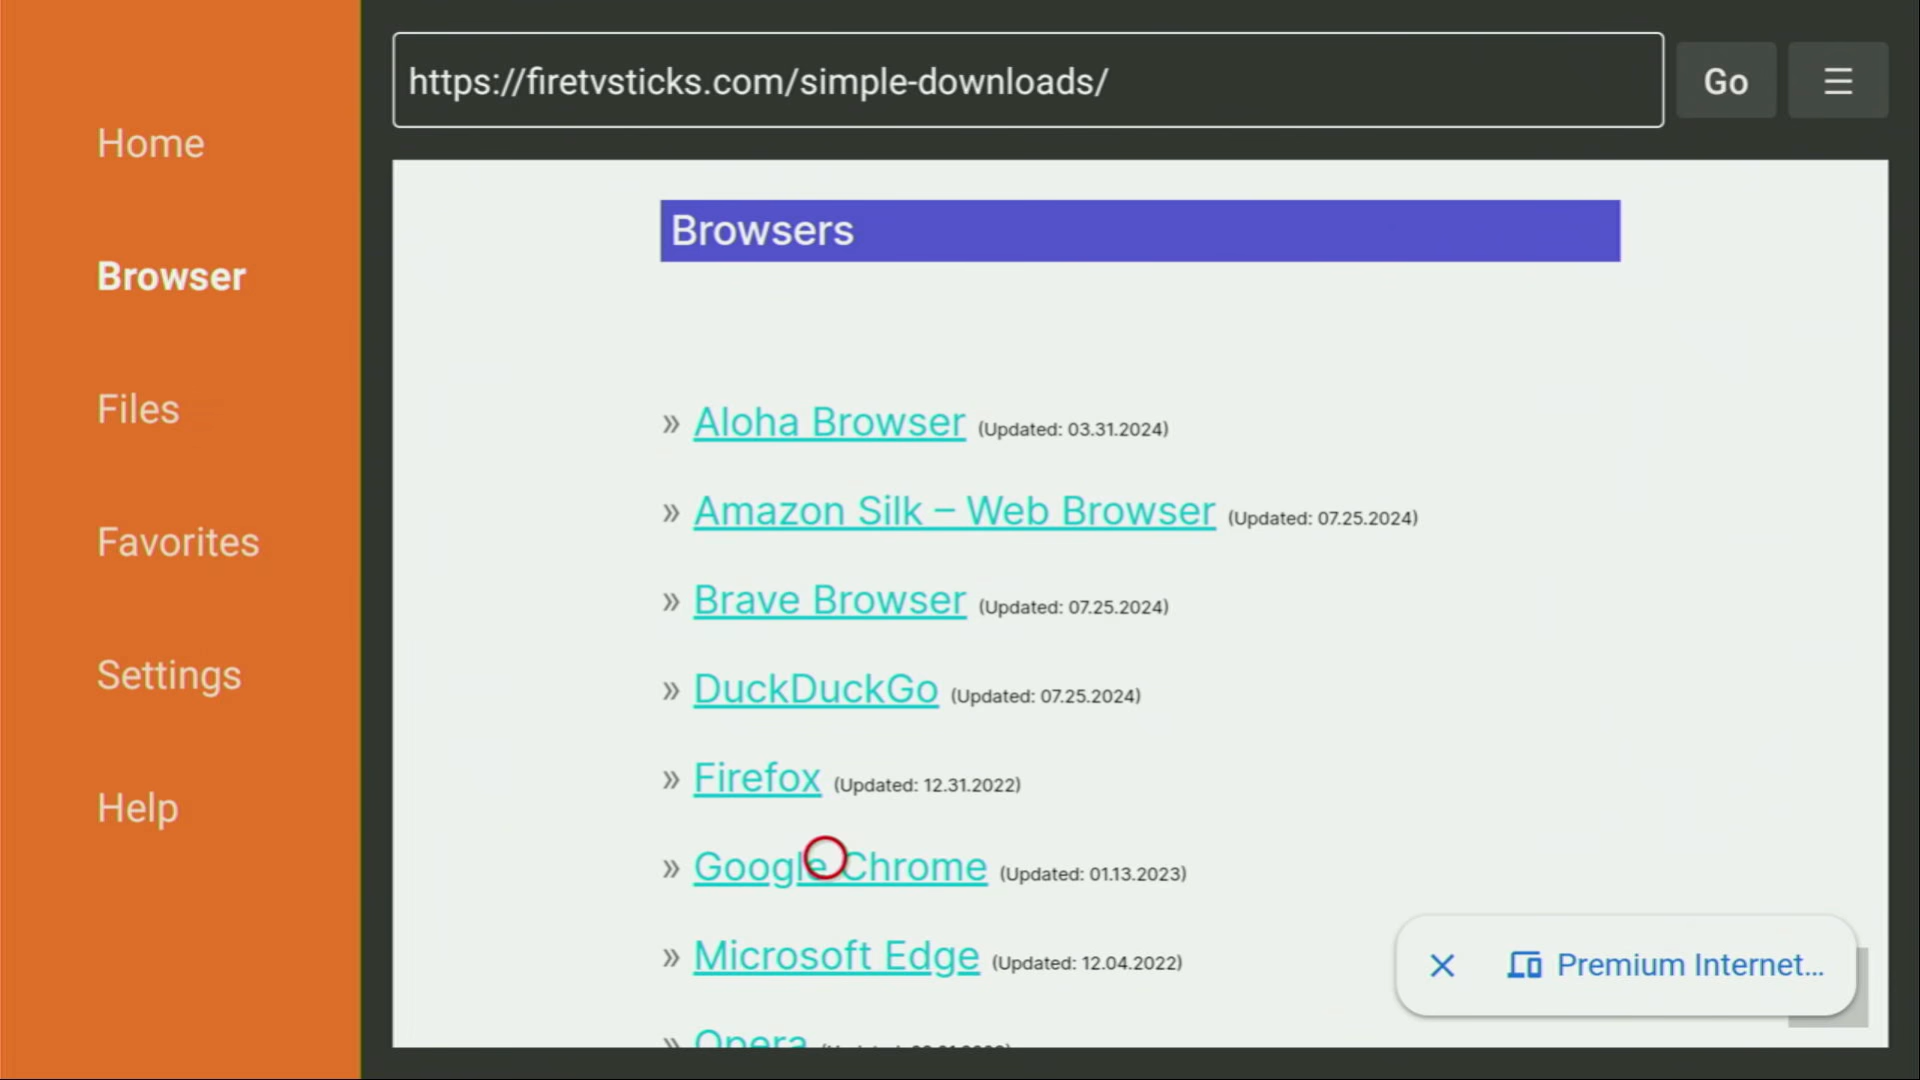 https://firetvsticks.com/simple-downloads/
Go
Home
Browser
Files
Favorites
Settings
Help
Browsers
» Aloha Browser (Updated: 03.31.2024)
» Amazon Silk – Web Browser (Updated: 07.25.2024)
» Brave Browser (Updated: 07.25.2024)
» DuckDuckGo (Updated: 07.25.2024)
» Firefox (Updated: 12.31.2022)
» Google Chrome (Updated: 01.13.2023)
» Microsoft Edge (Updated: 12.04.2022)
» Opera
Premium Internet...